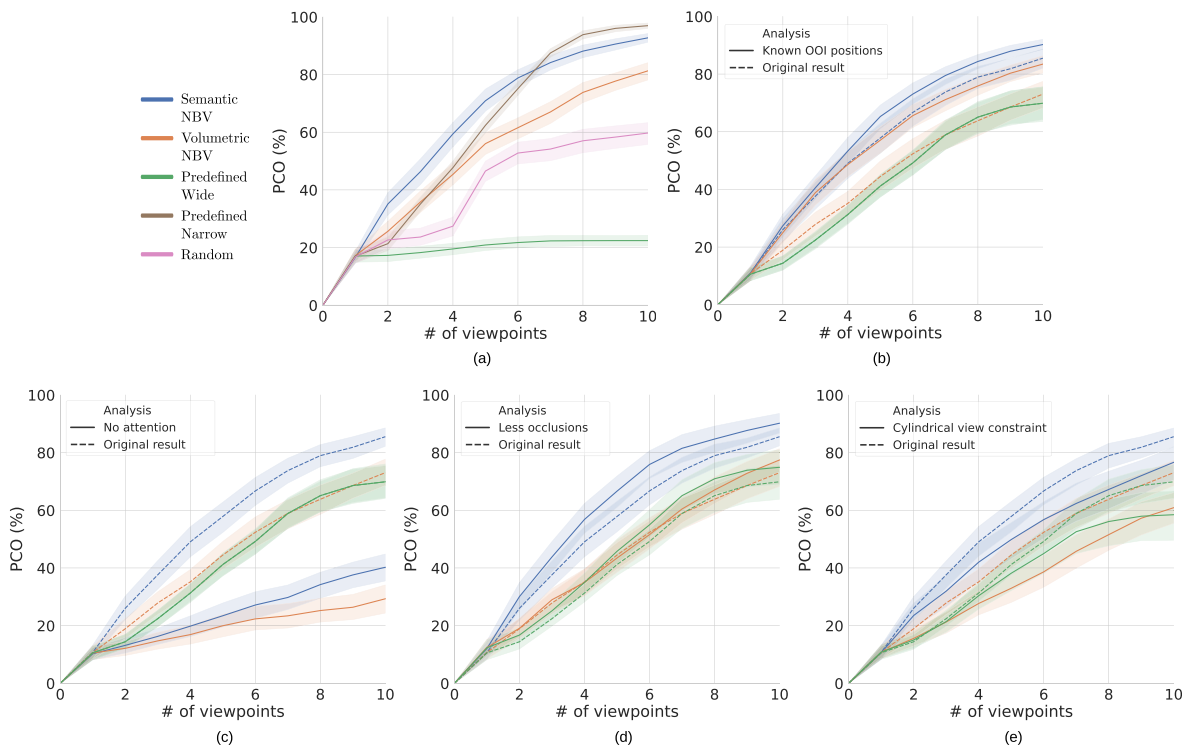 Semantic
NBV
Volumetric
NBV
Predefined
Wide
Predefined
Narrow
Random
100
80
60
40
20
0
PCO (%)
0 2 4 6 8 10
# of viewpoints
(a)
100
80
60
40
20
0
PCO (%)
Analysis
Known OOI positions
Original result
0 2 4 6 8 10
# of viewpoints
(b)
100
80
60
40
20
0
PCO (%)
Analysis
No attention
Original result
0 2 4 6 8 10
# of viewpoints
(c)
100
80
60
40
20
0
PCO (%)
Analysis
Less occlusions
Original result
0 2 4 6 8 10
# of viewpoints
(d)
100
80
60
40
20
0
PCO (%)
Analysis
Cylindrical view constraint
Original result
0 2 4 6 8 10
# of viewpoints
(e)